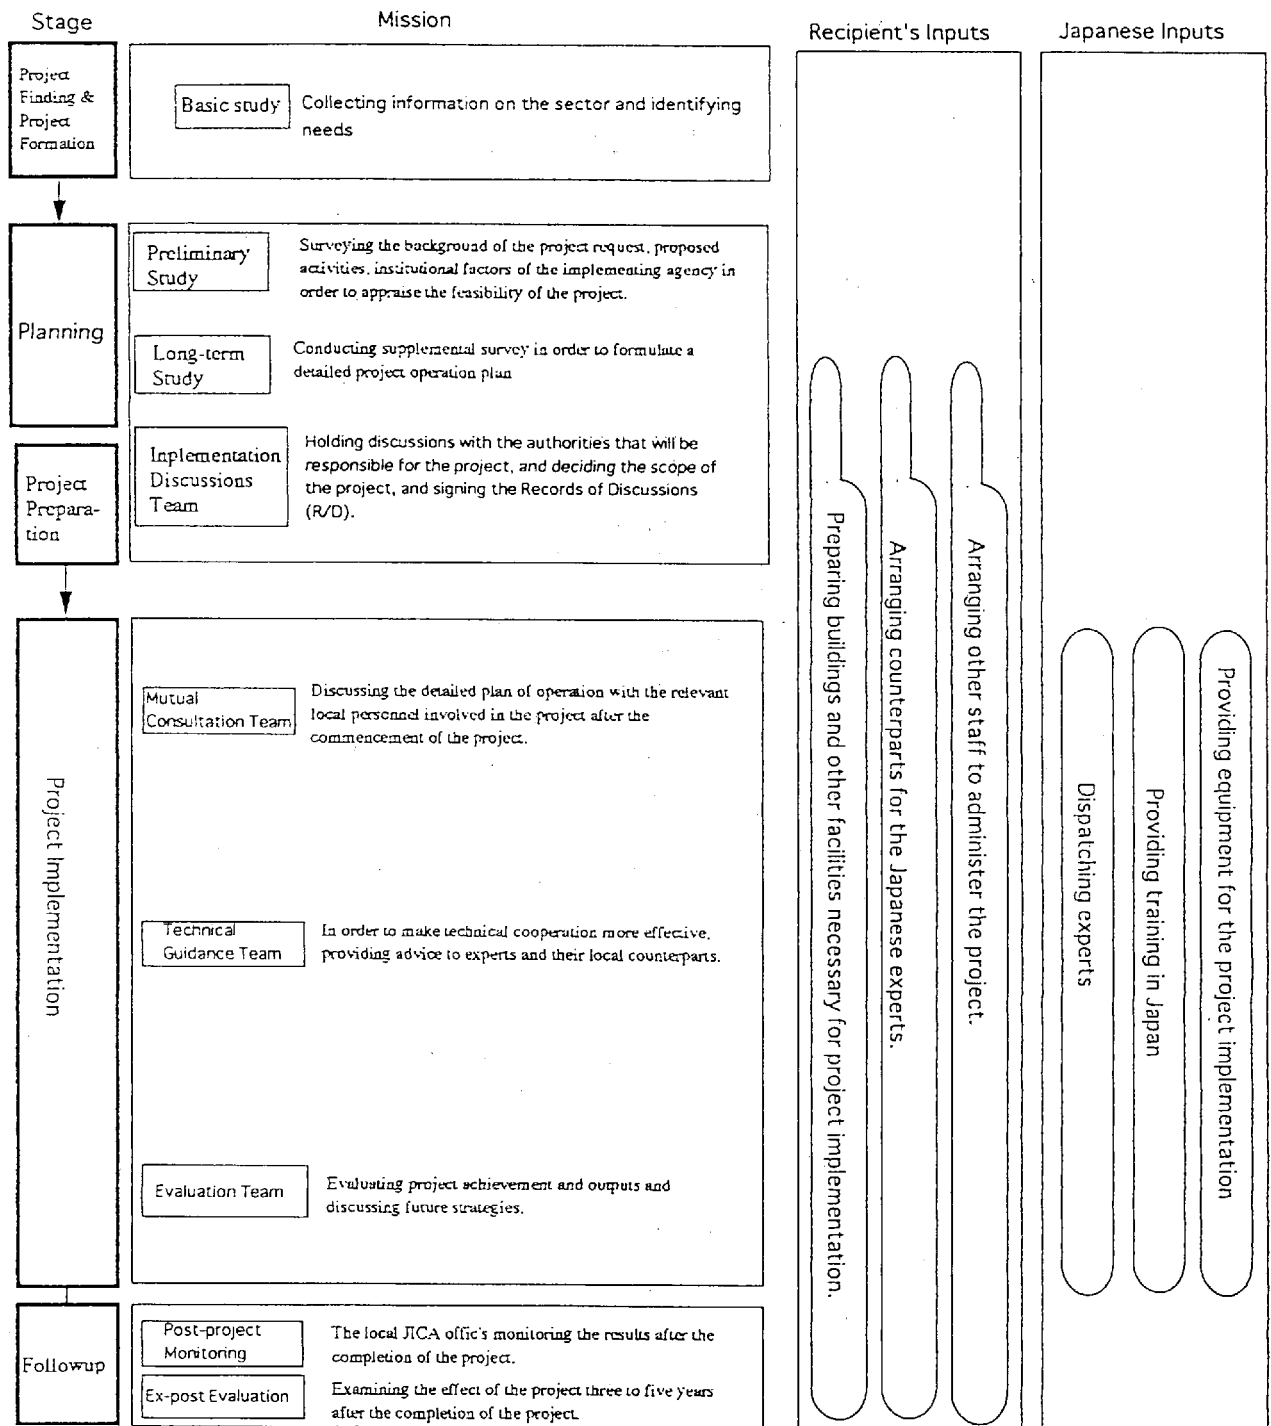 Stage
Mission
Recipient's Inputs
Japanese Inputs
Project
Finding &
Project
Formation
Basic study
Collecting information on the sector and identifying
needs
Planning
Preliminary
Study
Surveying the background of the project request, proposed
activities, institutional factors of the implementing agency in
order to appraise the feasibility of the project.
Long-term
Study
Conducting supplemental survey in order to formulate a
detailed project operation plan
Project
Prepara-
tion
Inplementation
Discussions
Team
Holding discussions with the authorities that will be
responsible for the project, and deciding the scope of
the project, and signing the Records of Discussions
(R/D).
Project Implementation
Mutual
Consultation Team
Discussing the detailed plan of operation with the relevant
local personnel involved in the project after the
commencement of the project.
Technical
Guidance Team
In order to make technical cooperation more effective,
providing advice to experts and their local counterparts.
Evaluation Team
Evaluating project achievement and outputs and
discussing future strategies.
Followup
Post-project
Monitoring
The local JICA offic's monitoring the results after the
completion of the project.
Ex-post Evaluation
Examining the effect of the project three to five years
after the completion of the project.
Preparing buildings and other facilities necessary for project implementation.
Arranging counterparts for the Japanese experts.
Arranging other staff to administer the project.
Dispatching experts
Providing training in Japan
Providing equipment for the project implementation